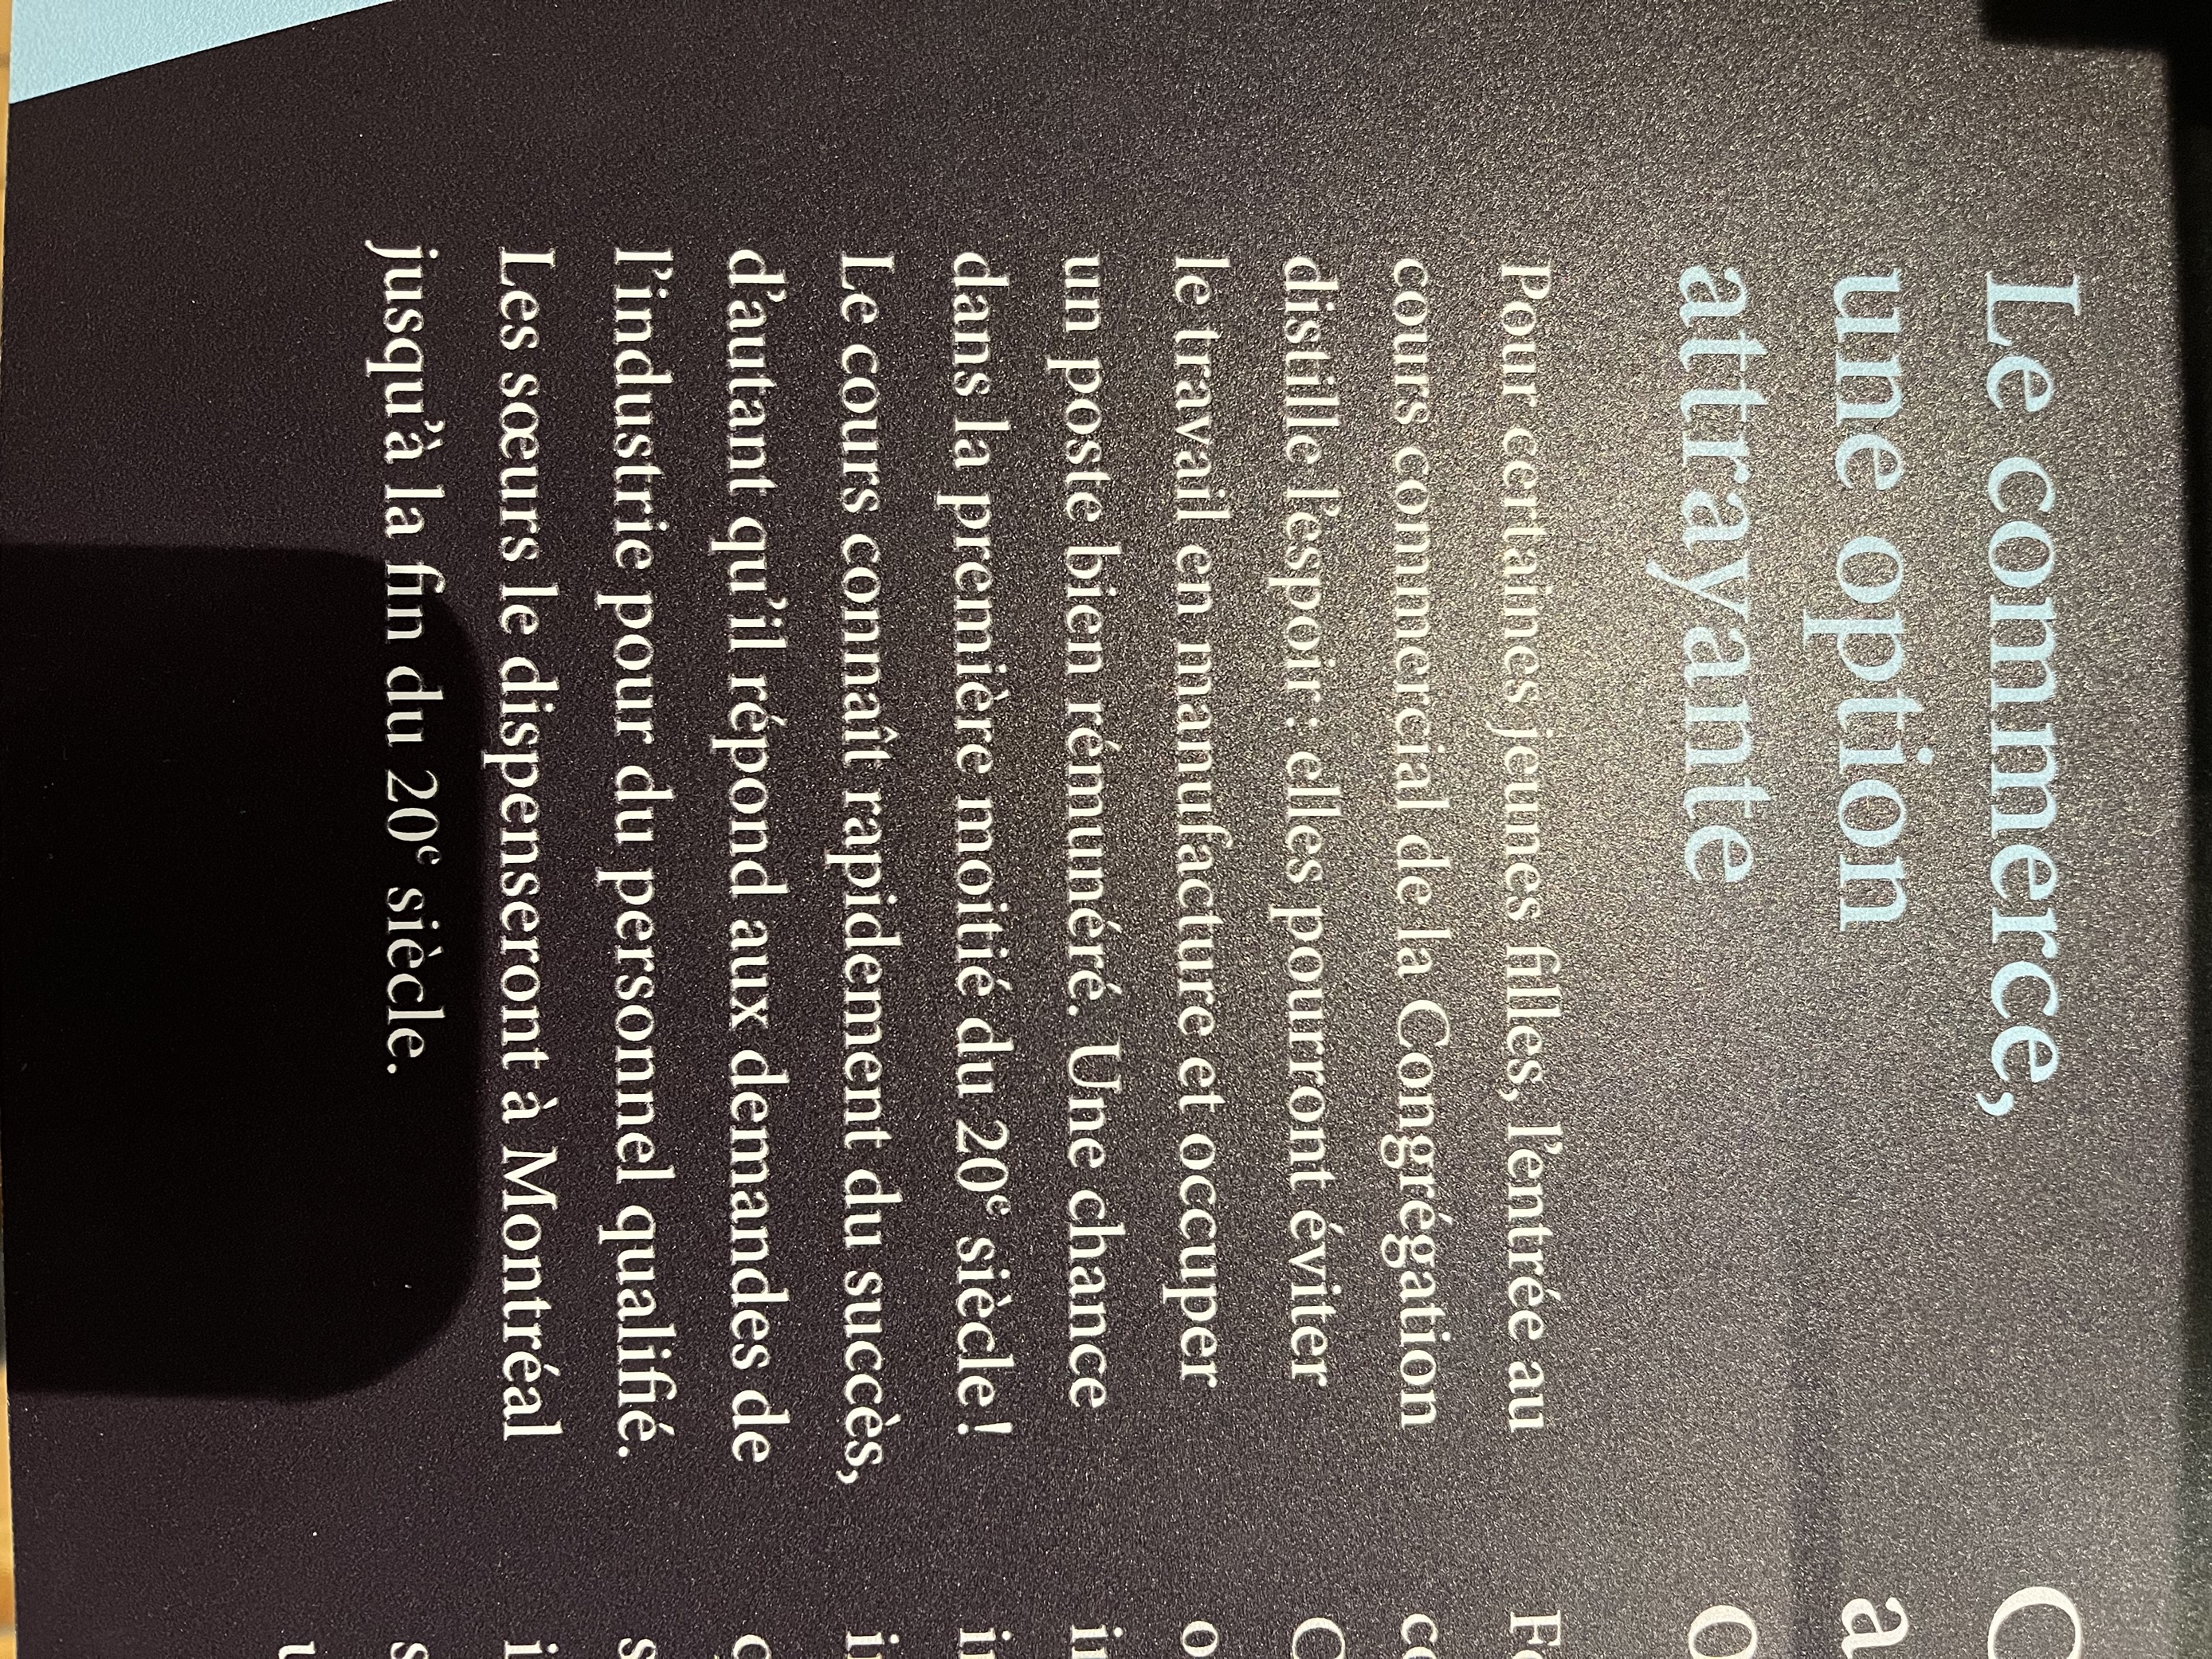 Le commerce,
une option
attrayante
Pour certaines jeunes filles, l'entrée au
cours commercial de la Congrégation
distille l'espoir : elles pourront éviter
le travail en manufacture et occuper
un poste bien rémunéré. Une chance
dans la première moitié du 20e siècle!
Le cours connaît rapidement du succès,
d'autant qu'il répond aux demandes de
l'industrie pour du personnel qualifié.
Les sœurs le dispenseront à Montréal
jusqu'à la fin du 20e siècle.